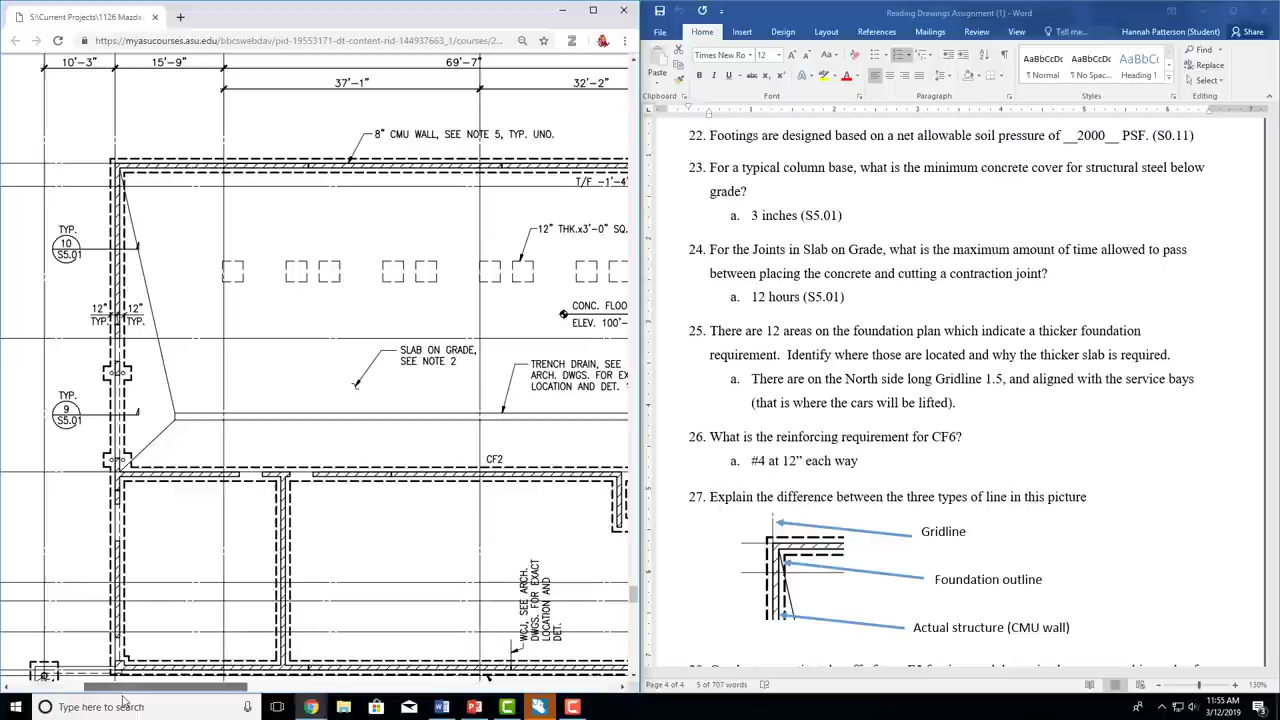 S:\Current Projects\1126 Mazda
https://myasucourses.asu.edu/bbcswebdav/pid-19553171-dt-content-rid-144937663_1/courses/2...
10'-3"
15'-9"
69'-7"
37'-1"
32'-2"
8" CMU WALL, SEE NOTE 5, TYP. UNO.
T/F -1'-4"
TYP.
10
S5.01
12" THK.x3'-0" SQ.
12" 12"
TYP. TYP.
CONC. FLOO
ELEV. 100'-
SLAB ON GRADE,
SEE NOTE 2
TRENCH DRAIN, SEE
ARCH. DWGS. FOR EX
LOCATION AND DET. 1
TYP.
9
S5.01
CF2
WCJ, SEE ARCH.
DWGS. FOR EXACT
LOCATION AND
DET.
Reading Drawings Assignment (1) - Word
Hannah Patterson (Student)
File
Home
Insert
Design
Layout
References
Mailings
Review
View
Tell me...
Share
Paste
Times New Ro
12
B I U
AaBbCcDc
AaBbCcDc
AaBbCc
¶ Normal
¶ No Spac...
Heading 1
Find
Replace
Select
Clipboard
Font
Paragraph
Styles
Editing
22. Footings are designed based on a net allowable soil pressure of __2000__ PSF. (S0.11)
23. For a typical column base, what is the minimum concrete cover for structural steel below
grade?
a. 3 inches (S5.01)
24. For the Joints in Slab on Grade, what is the maximum amount of time allowed to pass
between placing the concrete and cutting a contraction joint?
a. 12 hours (S5.01)
25. There are 12 areas on the foundation plan which indicate a thicker foundation
requirement. Identify where those are located and why the thicker slab is required.
a. There are on the North side long Gridline 1.5, and aligned with the service bays
(that is where the cars will be lifted).
26. What is the reinforcing requirement for CF6?
a. #4 at 12” each way
27. Explain the difference between the three types of line in this picture
Gridline
Foundation outline
Actual structure (CMU wall)
Page 4 of 4
5 of 707 words
130%
Type here to search
11:55 AM
3/12/2019